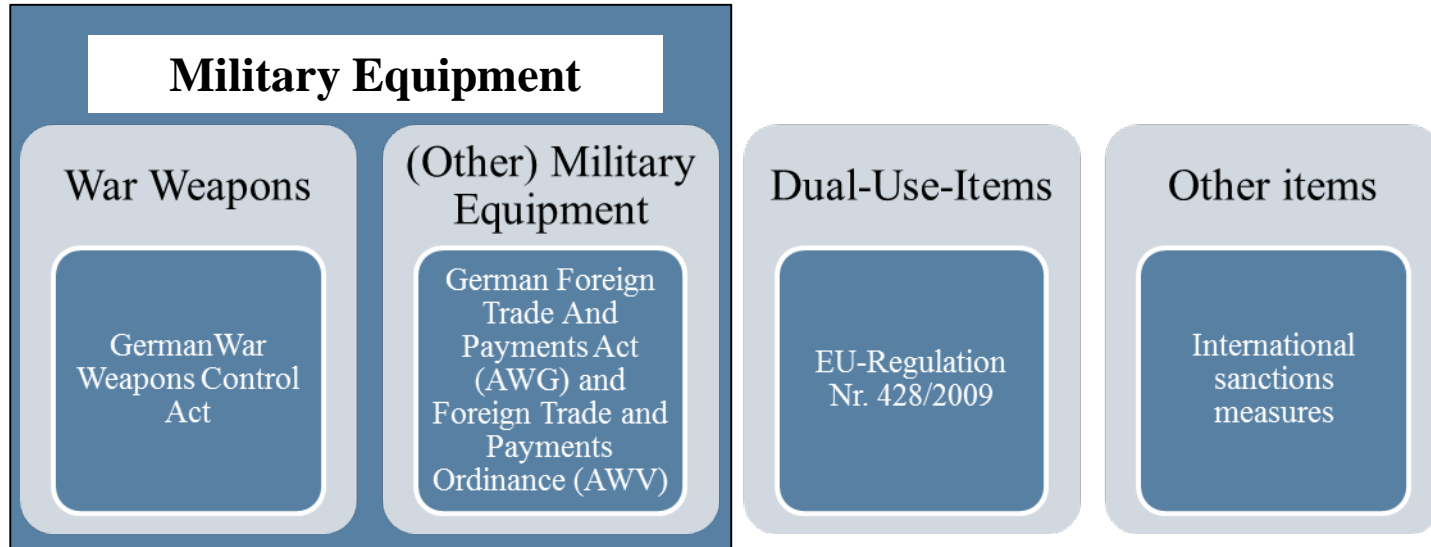 Military Equipment
War Weapons
GermanWar
Weapons Control
Act
(Other) Military
Equipment
German Foreign
Trade And
Payments Act
(AWG) and
Foreign Trade and
Payments
Ordinance (AWV)
Dual-Use-Items
EU-Regulation
Nr. 428/2009
Other items
International
sanctions
measures